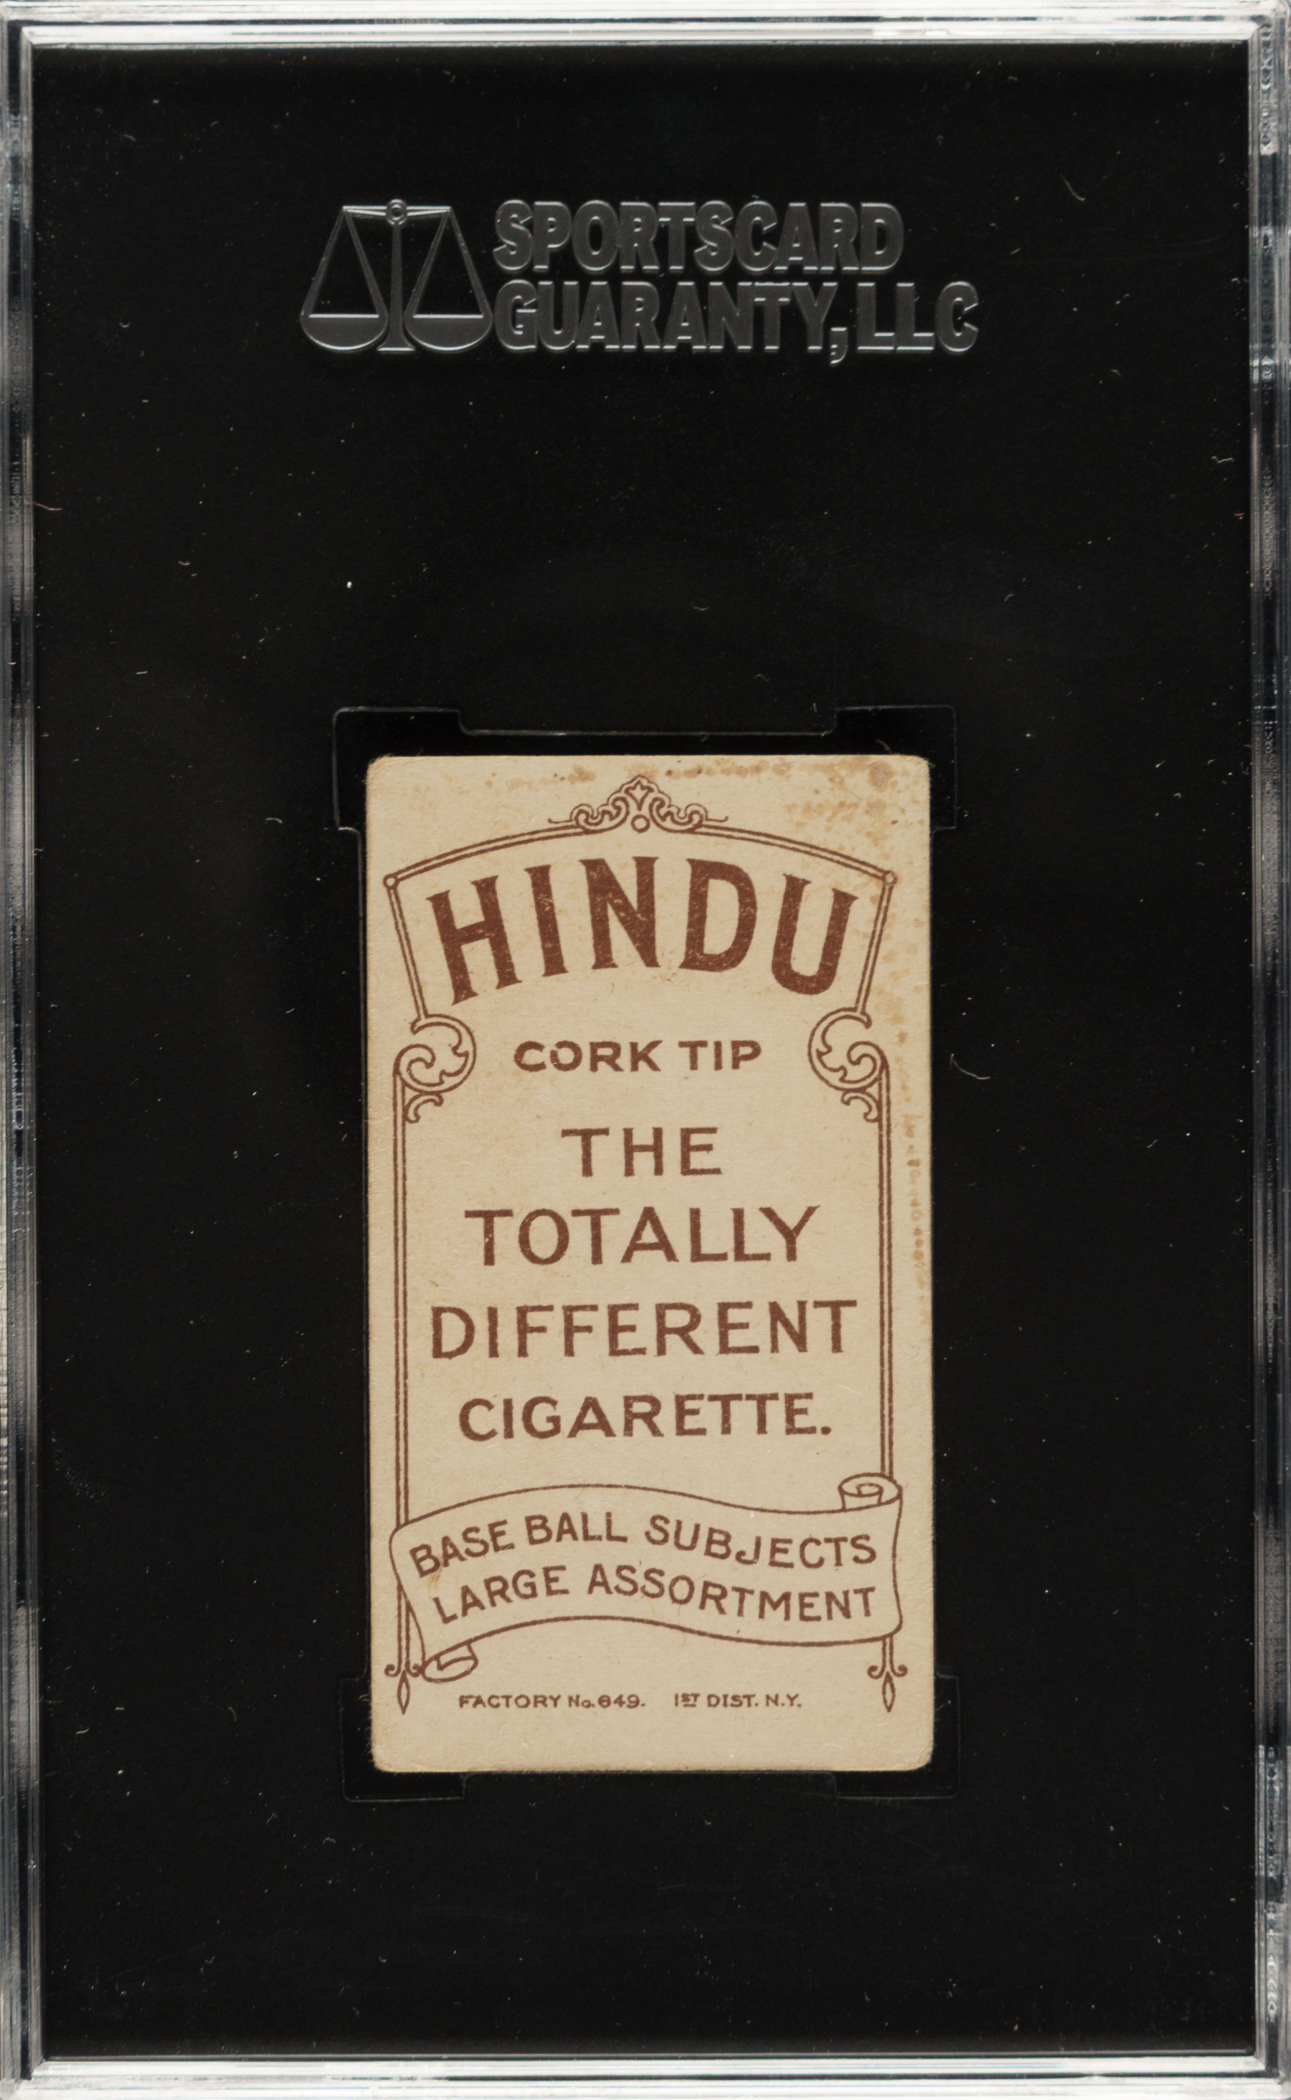 SPORTSCARD
GUARANTY, LLC
HINDU
CORK TIP
THE
TOTALLY
DIFFERENT
CIGARETTE.
BASE BALL SUBJECTS
LARGE ASSORTMENT
FACTORY No. 649. 1ST DIST. N.Y.